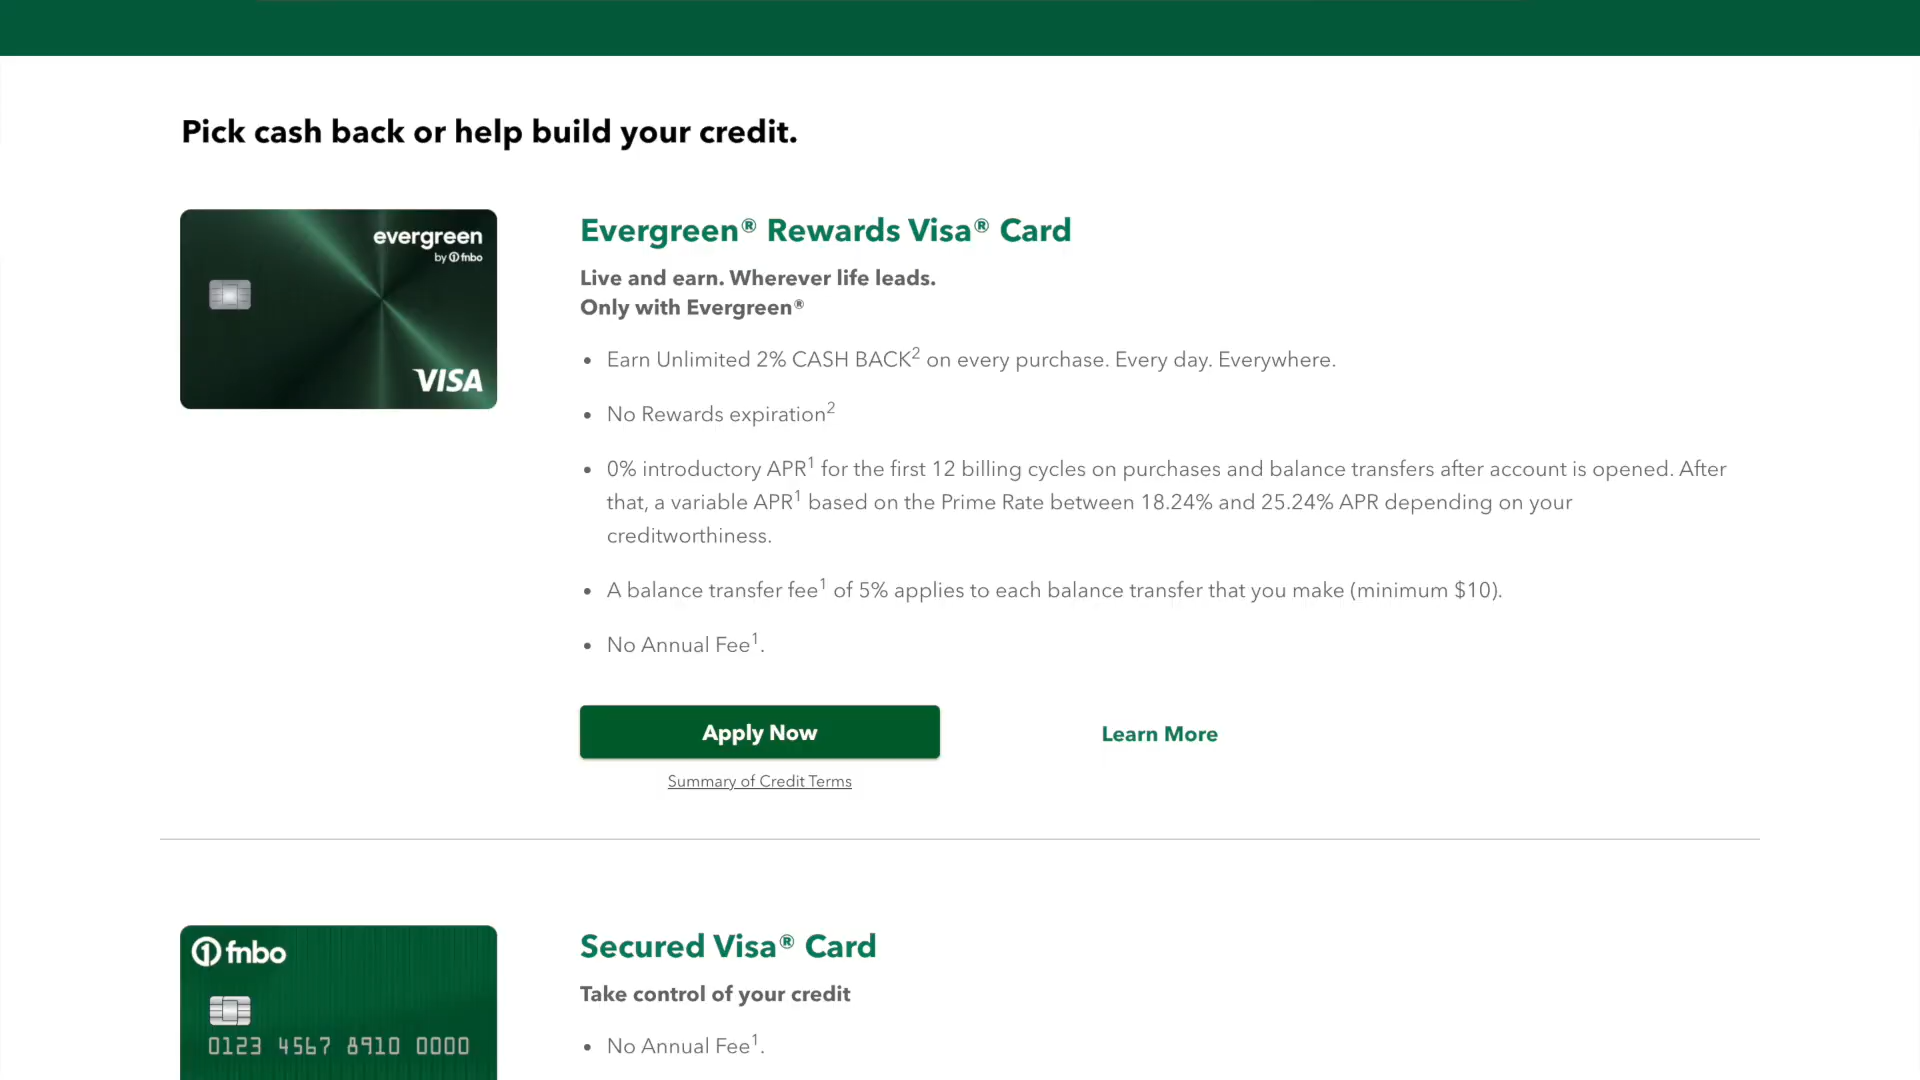 Pick cash back or help build your credit.
evergreen
by fnbo
VISA
Evergreen® Rewards Visa® Card
Live and earn. Wherever life leads.
Only with Evergreen®
• Earn Unlimited 2% CASH BACK² on every purchase. Every day. Everywhere.
• No Rewards expiration²
• 0% introductory APR¹ for the first 12 billing cycles on purchases and balance transfers after account is opened. After
that, a variable APR¹ based on the Prime Rate between 18.24% and 25.24% APR depending on your
creditworthiness.
• A balance transfer fee¹ of 5% applies to each balance transfer that you make (minimum $10).
• No Annual Fee¹.
Apply Now
Learn More
Summary of Credit Terms
fnbo
0123 4567 8910 0000
Secured Visa® Card
Take control of your credit
• No Annual Fee¹.